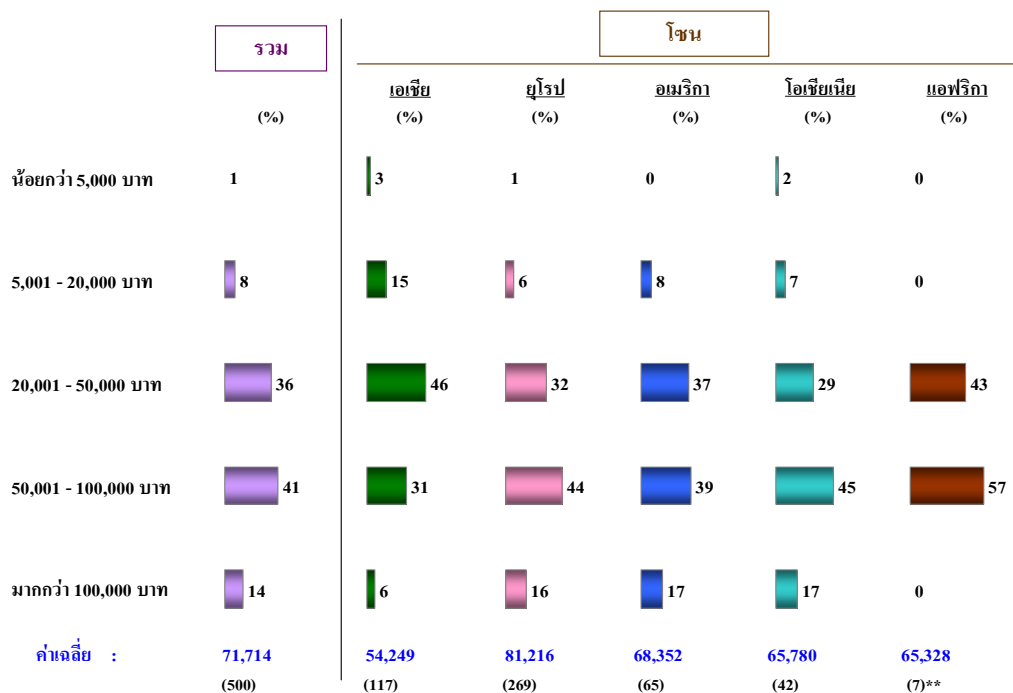 รวม โซน
เอเชีย ยุโรป อเมริกา โอเชียเนีย แอฟริกา
(%) (%) (%) (%) (%) (%)
น้อยกว่า 5,000 บาท 1 3 1 0 2 0
5,001 - 20,000 บาท 8 15 6 8 7 0
20,001 - 50,000 บาท 36 46 32 37 29 43
50,001 - 100,000 บาท 41 31 44 39 45 57
มากกว่า 100,000 บาท 14 6 16 17 17 0
ค่าเฉลี่ย : 71,714 54,249 81,216 68,352 65,780 65,328
(500) (117) (269) (65) (42) (7)**